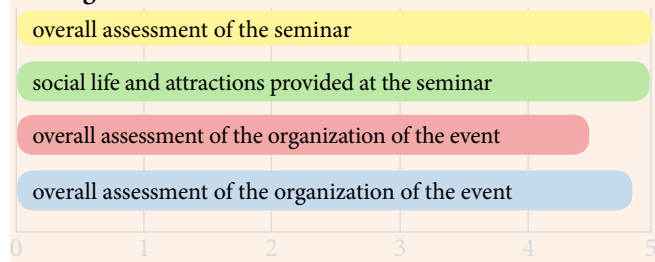 overall assessment of the seminar
social life and attractions provided at the seminar
overall assessment of the organization of the event
overall assessment of the organization of the event
0 1 2 3 4 5